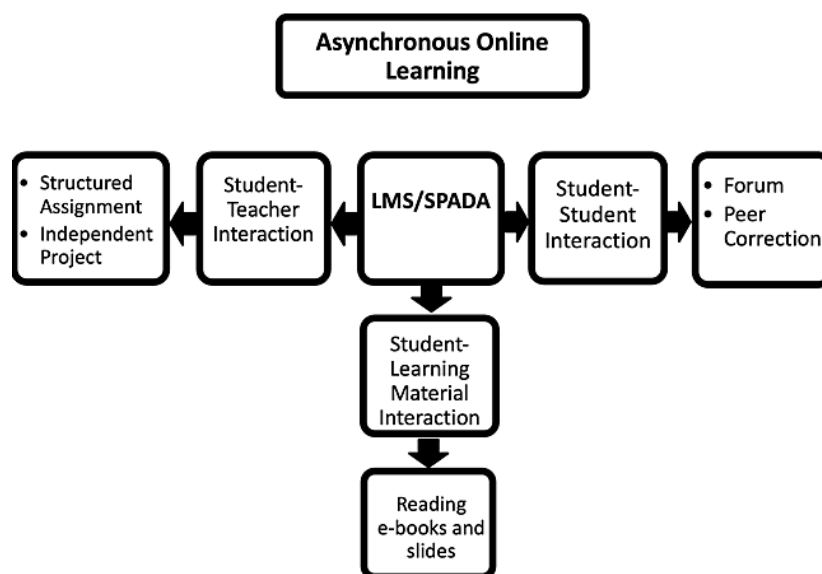 Asynchronous Online
Learning
• Structured
Assignment
• Independent
Project
Student-
Teacher
Interaction
LMS/SPADA
Student-
Student
Interaction
• Forum
• Peer
Correction
Student-
Learning
Material
Interaction
Reading
e-books and
slides